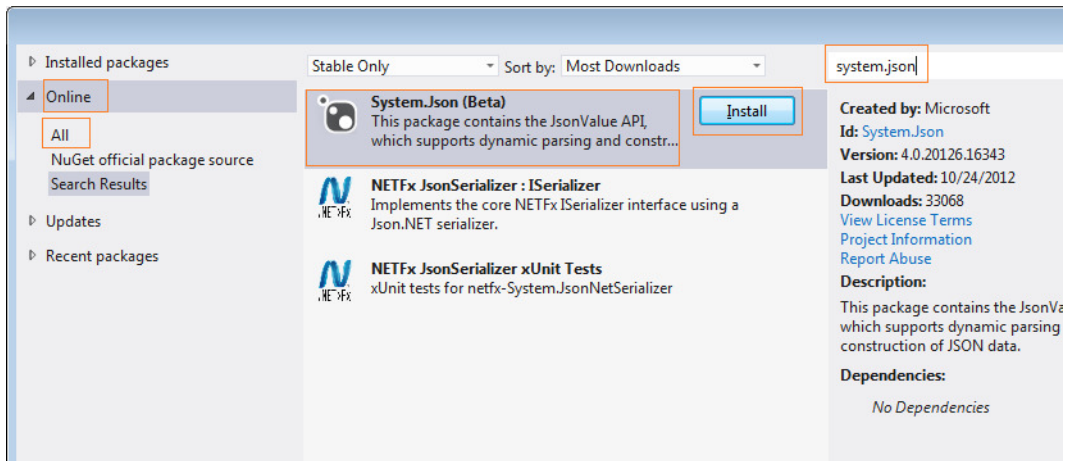 Installed packages
Online
All
NuGet official package source
Search Results
Updates
Recent packages
Stable Only
Sort by: Most Downloads
System.Json (Beta)
This package contains the JsonValue API,
which supports dynamic parsing and constr...
Install
NETFx JsonSerializer : ISerializer
Implements the core NETFx ISerializer interface using a
Json.NET serializer.
NETFx JsonSerializer xUnit Tests
xUnit tests for netfx-System.JsonNetSerializer
system.json
Created by: Microsoft
Id: System.Json
Version: 4.0.20126.16343
Last Updated: 10/24/2012
Downloads: 33068
View License Terms
Project Information
Report Abuse
Description:
This package contains the JsonVa
which supports dynamic parsing
construction of JSON data.
Dependencies:
No Dependencies